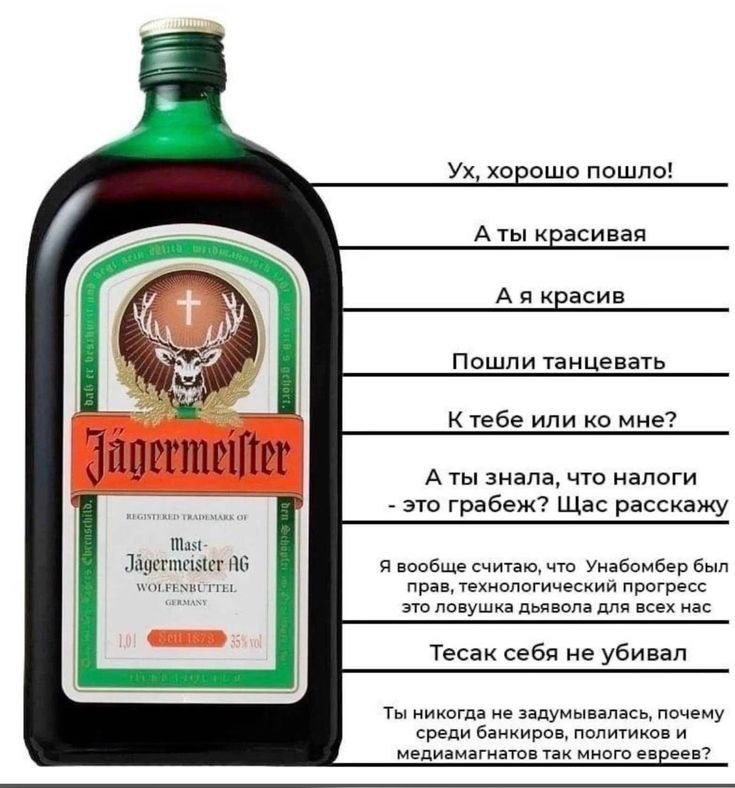 Ух, хорошо пошло!
А ты красивая
А я красив
Пошли танцевать
К тебе или ко мне?
А ты знала, что налоги
- это грабеж? Щас расскажу
Я вообще считаю, что Унабомбер был
прав, технологический прогресс
это ловушка дьявола для всех нас
Тесак себя не убивал
Ты никогда не задумывалась, почему
среди банкиров, политиков и
медиамагнатов так много евреев?
Jägermeiſter
REGISTERED TRADEMARK OF
Mast-
Jägermeister AG
WOLFENBÜTTEL
GERMANY
1,0 l Seit 1878 35% vol